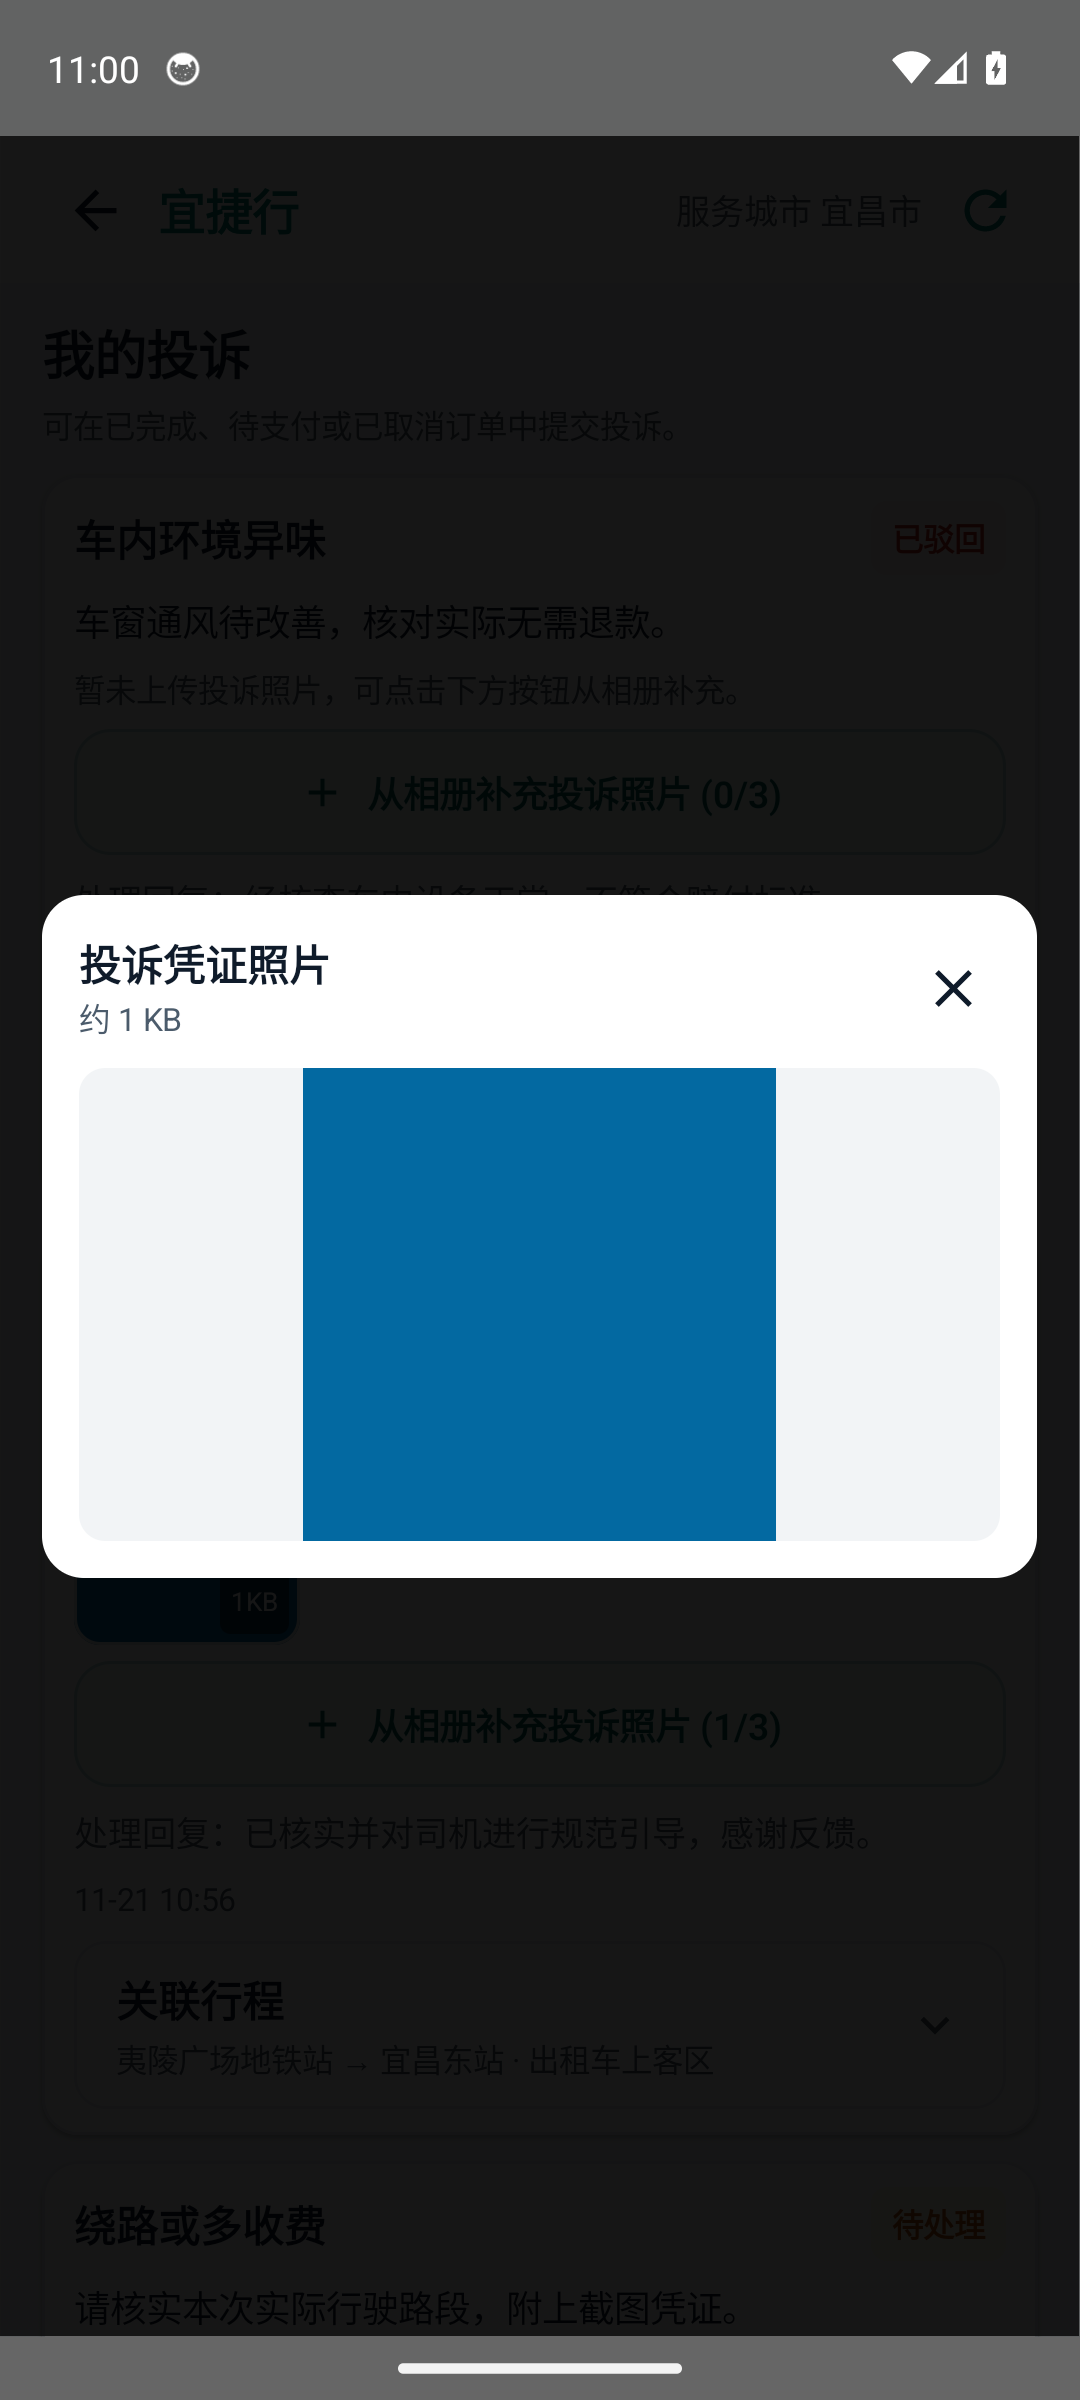 11:00
宜捷行
服务城市 宜昌市
我的投诉
可在已完成、待支付或已取消订单中提交投诉。
车内环境异味
已驳回
车窗通风待改善，核对实际无需退款。
暂未上传投诉照片，可点击下方按钮从相册补充。
从相册补充投诉照片 (0/3)
投诉凭证照片
约 1 KB
1KB
从相册补充投诉照片 (1/3)
处理回复：已核实并对司机进行规范引导，感谢反馈。
11-21 10:56
关联行程
夷陵广场地铁站 → 宜昌东站 · 出租车上客区
绕路或多收费
待处理
请核实本次实际行驶路段，附上截图凭证。